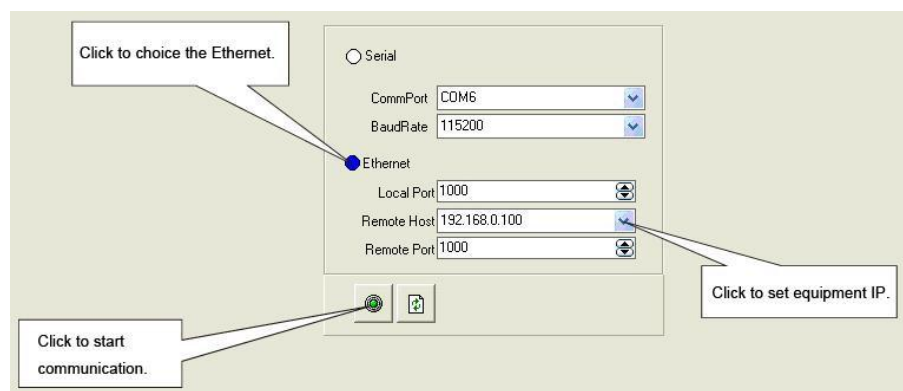 Click to choice the Ethernet.
Serial
CommPort COM6
BaudRate 115200
Ethernet
Local Port 1000
Remote Host 192.168.0.100
Remote Port 1000
Click to set equipment IP.
Click to start
communication.